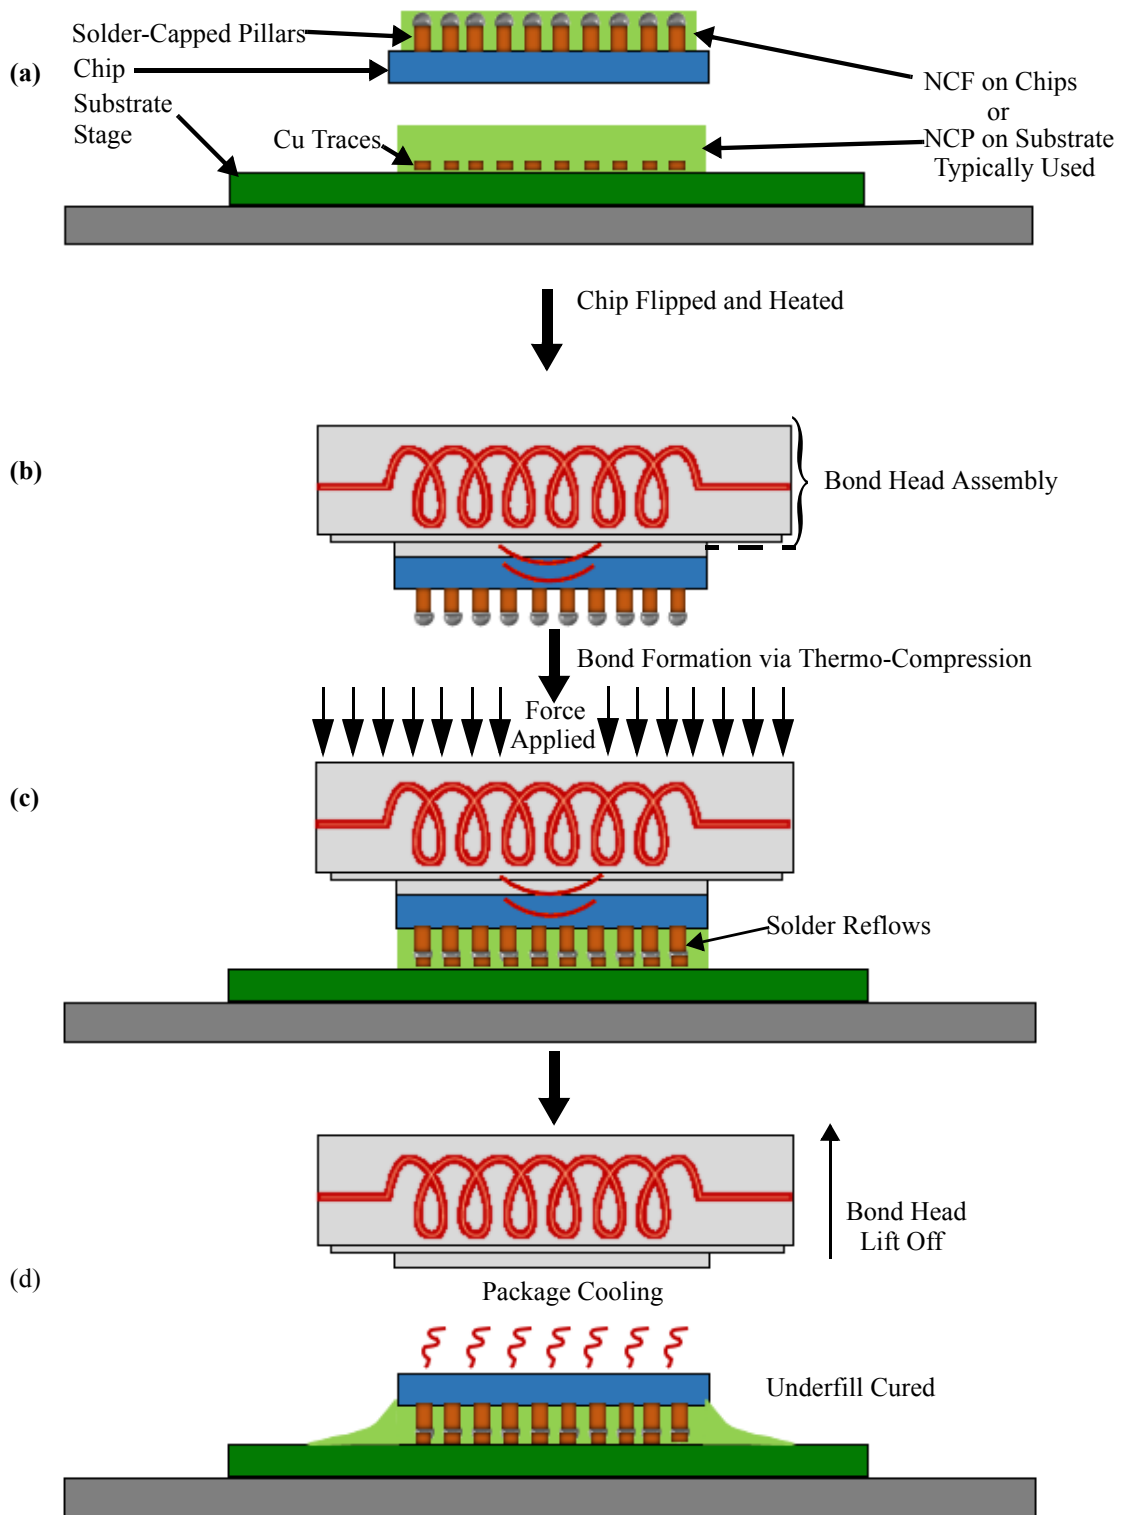 (a)
Solder-Capped Pillars
Chip
Substrate
Stage
Cu Traces
NCF on Chips
or
NCP on Substrate
Typically Used
Chip Flipped and Heated
(b)
Bond Head Assembly
Bond Formation via Thermo-Compression
Force
Applied
(c)
Solder Reflows
Bond Head
Lift Off
(d)
Package Cooling
Underfill Cured